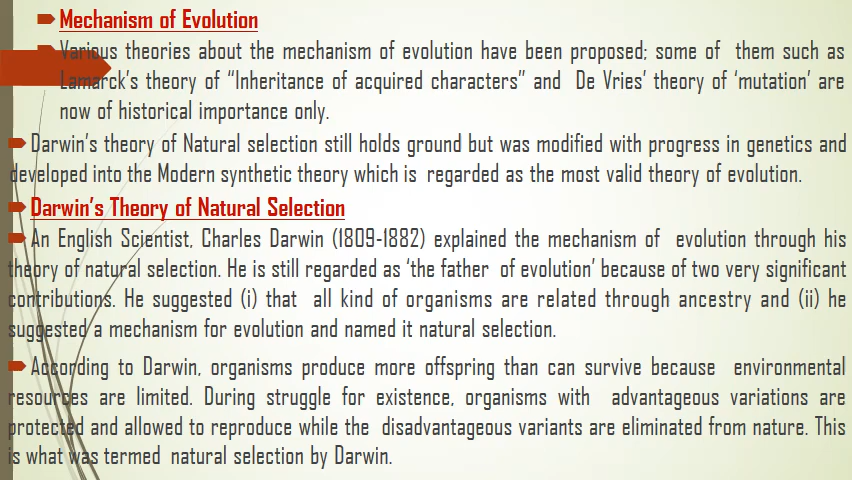 Mechanism of Evolution
Various theories about the mechanism of evolution have been proposed; some of them such as
Lamarck's theory of “Inheritance of acquired characters” and De Vries' theory of ‘mutation’ are
now of historical importance only.
Darwin's theory of Natural selection still holds ground but was modified with progress in genetics and
developed into the Modern synthetic theory which is regarded as the most valid theory of evolution.
Darwin's Theory of Natural Selection
An English Scientist, Charles Darwin (1809-1882) explained the mechanism of evolution through his
theory of natural selection. He is still regarded as ‘the father of evolution’ because of two very significant
contributions. He suggested (i) that all kind of organisms are related through ancestry and (ii) he
suggested a mechanism for evolution and named it natural selection.
According to Darwin, organisms produce more offspring than can survive because environmental
resources are limited. During struggle for existence, organisms with advantageous variations are
protected and allowed to reproduce while the disadvantageous variants are eliminated from nature. This
is what was termed natural selection by Darwin.